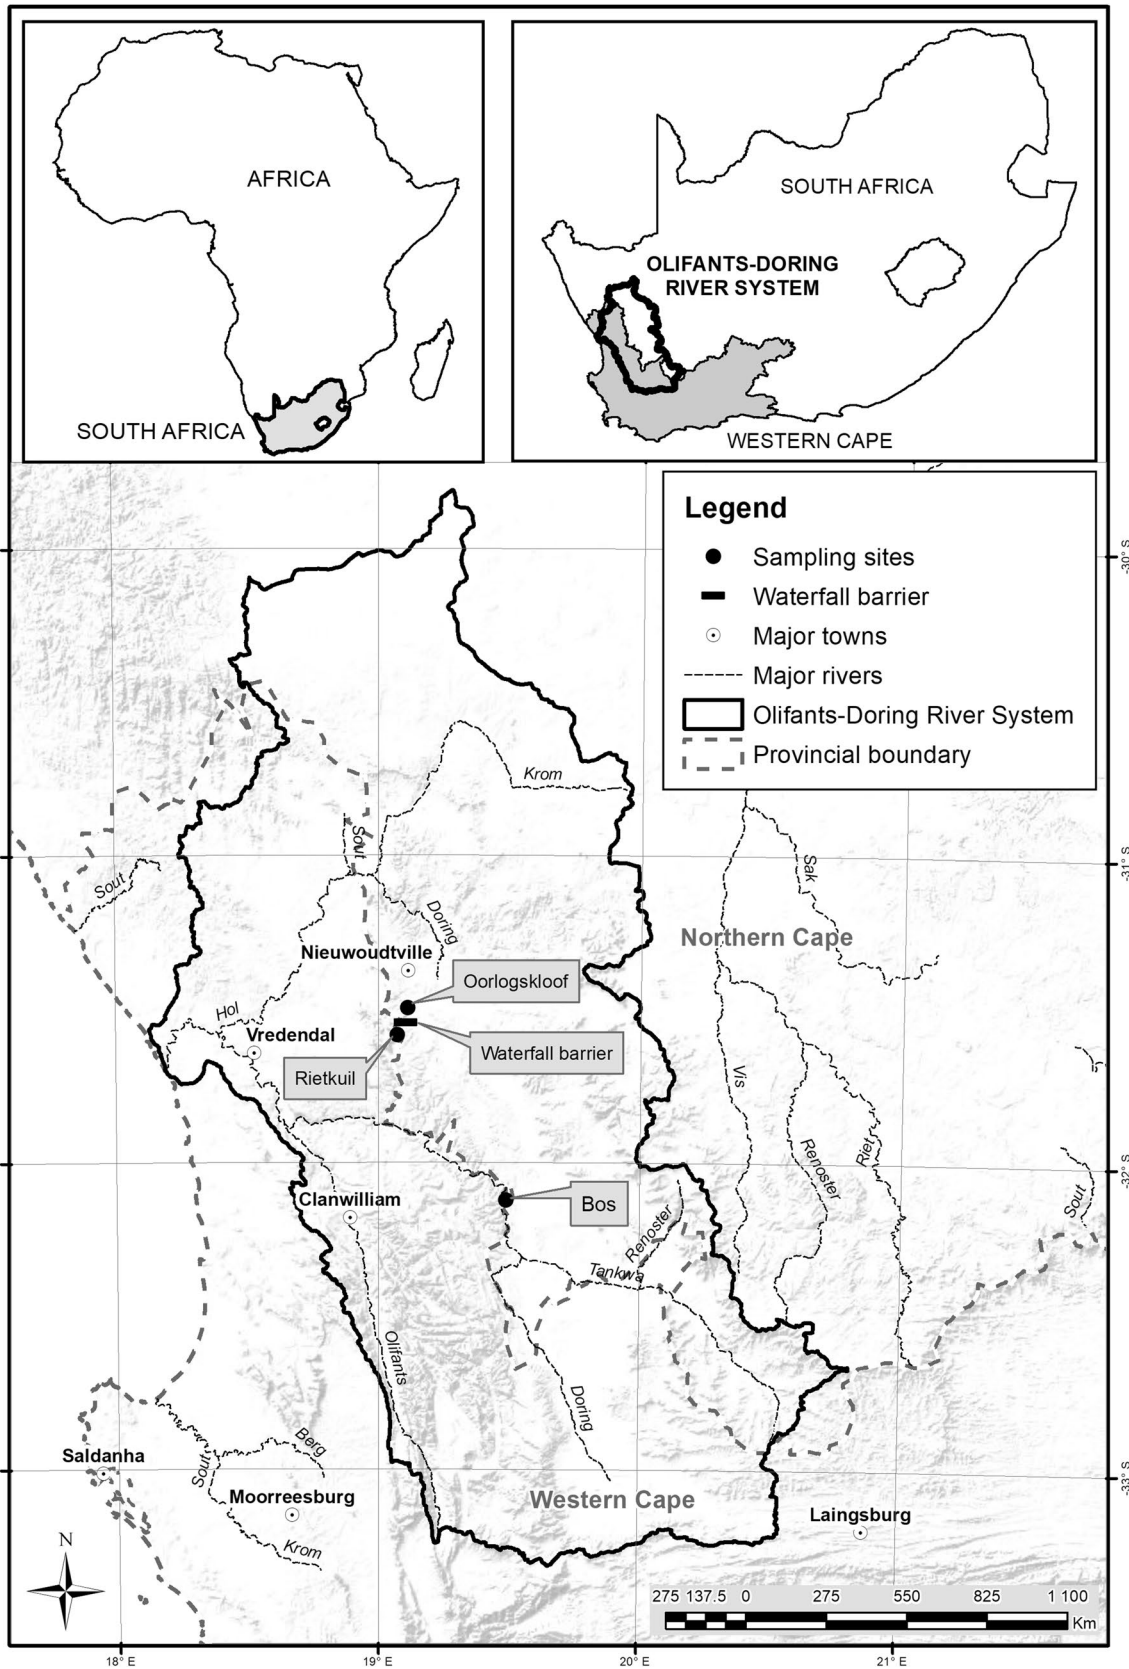 AFRICA
SOUTH AFRICA
SOUTH AFRICA
OLIFANTS-DORING
RIVER SYSTEM
WESTERN CAPE
Legend
Sampling sites
Waterfall barrier
Major towns
Major rivers
Olifants-Doring River System
Provincial boundary
-30° S
Krom
Sout
Sak
-31° S
Sout
Doring
Northern Cape
Nieuwoudtville
Oorlogskloof
Hol
Vredendal
Waterfall barrier
Rietkuil
Vis
Riet
Renoster
-32° S
Clanwilliam
Bos
Sout
Renoster
Tankwa
Olifants
Doring
Berg
Saldanha
Sout
-33° S
Moorreesburg
Western Cape
Laingsburg
Krom
N
275 137.5 0 275 550 825 1 100
Km
18° E 19° E 20° E 21° E